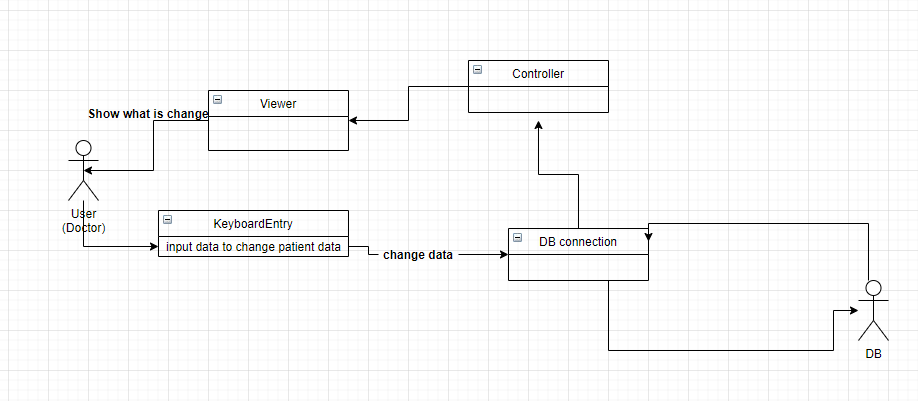 Controller
Viewer
Show what is change
User
(Doctor)
KeyboardEntry
input data to change patient data
change data
DB connection
DB